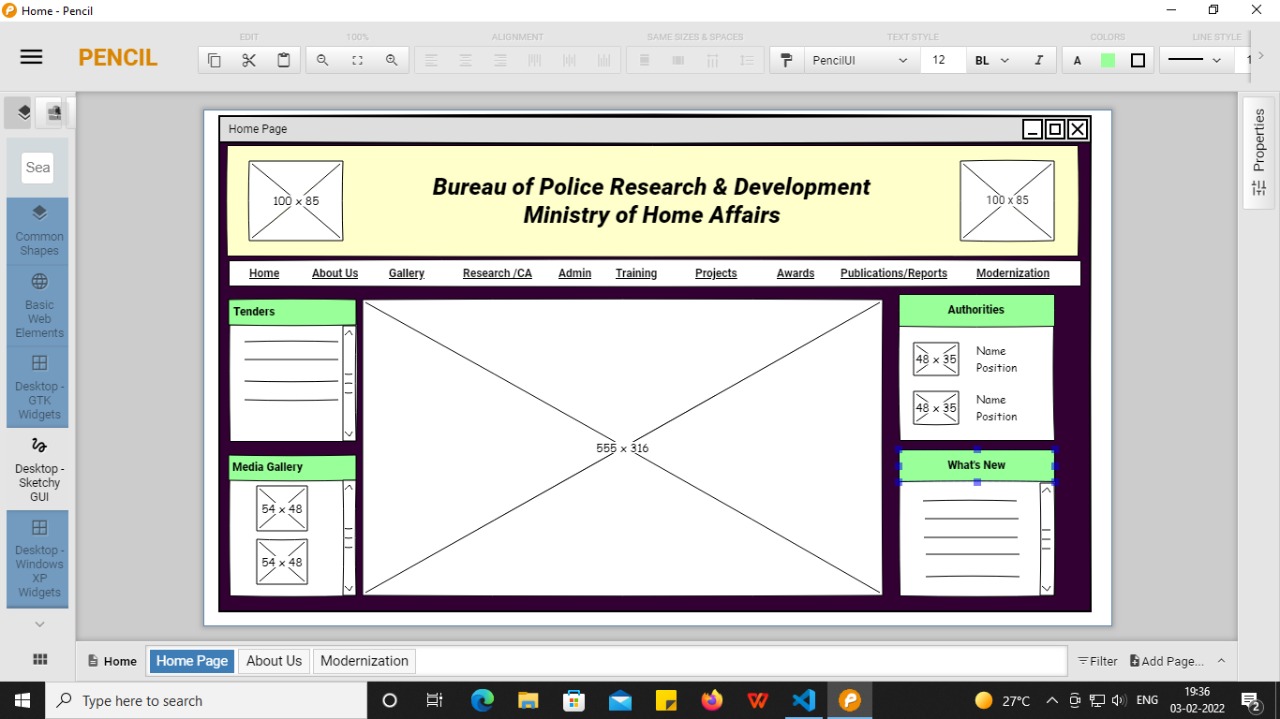 Home - Pencil
PENCIL
EDIT
100%
ALIGNMENT
SAME SIZES & SPACES
TEXT STYLE
COLORS
LINE STYLE
PencilUI
12
BL
I
A
1
Sea
Common
Shapes
Basic
Web
Elements
Desktop -
GTK
Widgets
Desktop -
Sketchy
GUI
Desktop -
Windows
XP
Widgets
Properties
Home Page
100 x 85
Bureau of Police Research & Development
Ministry of Home Affairs
100 x 85
Home About Us Gallery Research /CA Admin Training Projects Awards Publications/Reports Modernization
Tenders
Media Gallery
54 x 48
54 x 48
555 x 316
Authorities
48 x 35
Name
Position
48 x 35
Name
Position
What's New
Home
Home Page
About Us
Modernization
Filter
Add Page...
Type here to search
27°C
ENG
19:36
03-02-2022
2